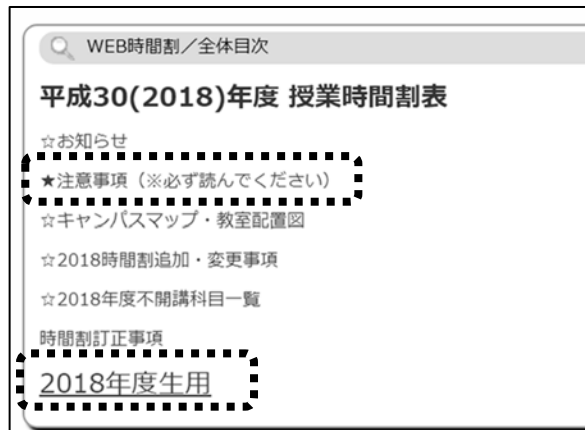 WEB時間割／全体目次
平成30(2018)年度 授業時間割表
☆お知らせ
★注意事項（※必ず読んでください）
☆キャンパスマップ・教室配置図
☆2018時間割追加・変更事項
☆2018年度不開講科目一覧
時間割訂正事項
2018年度生用